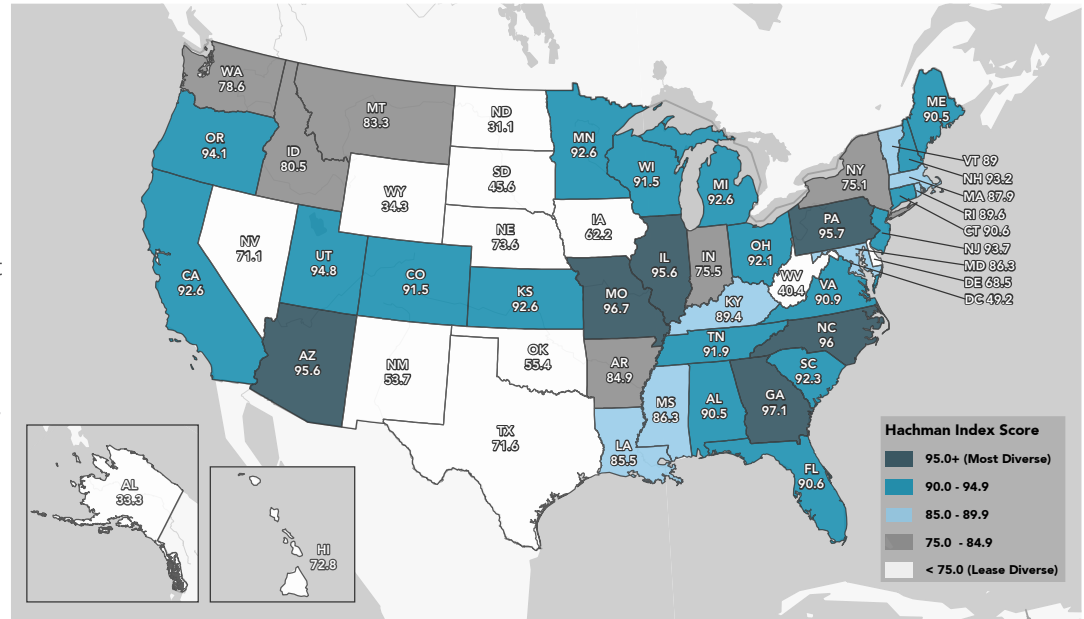 WA
78.6
MT
83.3
ND
31.1
MN
92.6
ME
90.5
OR
94.1
ID
80.5
SD
45.6
WI
91.5
MI
92.6
NY
75.1
VT 89
NH 93.2
MA 87.9
RI 89.6
CT 90.6
NJ 93.7
MD 86.3
DE 68.5
DC 49.2
WY
34.3
NE
73.6
IA
62.2
PA
95.7
NV
71.1
UT
94.8
CA
92.6
CO
91.5
KS
92.6
MO
96.7
IL
95.6
IN
75.5
OH
92.1
WV
40.4
VA
90.9
KY
89.4
NC
96
TN
91.9
AZ
95.6
NM
53.7
OK
55.4
AR
84.9
SC
92.3
MS
86.3
AL
90.5
GA
97.1
TX
71.6
LA
85.5
FL
90.6
AL
33.3
HI
72.8
Hachman Index Score
95.0+ (Most Diverse)
90.0 - 94.9
85.0 - 89.9
75.0 - 84.9
< 75.0 (Lease Diverse)